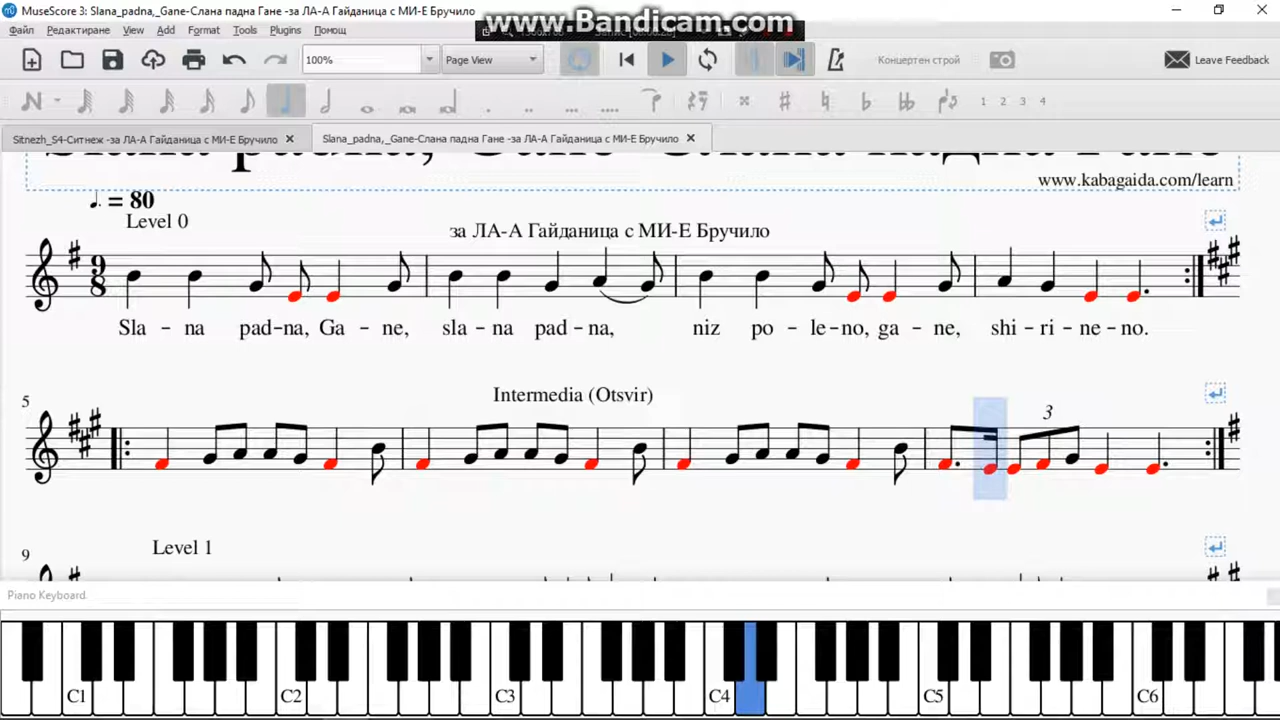 MuseScore 3: Slana_padna,_Gane-Слана падна Гане -за ЛА-А Гайданица с МИ-Е Бручило
www.Bandicam.com
Файл Редактиране View Add Format Tools Plugins Помощ
100% Page View Концертен строй Leave Feedback
1 2 3 4
Sitnezh_S4-Ситнеж -за ЛА-А Гайданица с МИ-Е Бручило Slana_padna,_Gane-Слана падна Гане -за ЛА-А Гайданица с МИ-Е Бручило
www.kabagaida.com/learn
= 80
Level 0
за ЛА-А Гайданица с МИ-Е Бручило
9
8
Sla – na pad–na, Ga – ne, sla – na pad – na, niz po – le–no, ga – ne, shi – ri – ne – no.
5
Intermedia (Otsvir)
3
9
Level 1
Piano Keyboard
C1 C2 C3 C4 C5 C6